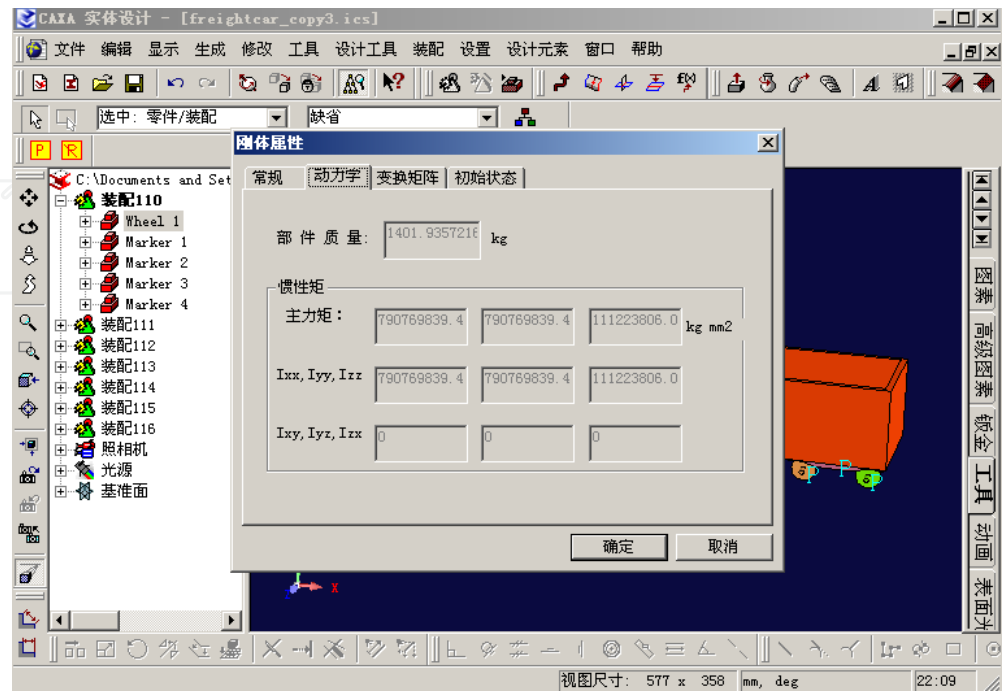 CAXA 实体设计 - [freightcar_copy3.ics]
文件 编辑 显示 生成 修改 工具 设计工具 装配 设置 设计元素 窗口 帮助
选中: 零件/装配 缺省
P R
刚体属性
常规 动力学 变换矩阵 初始状态
部 件 质 量: 1401.9357216 kg
惯性矩
主力矩: 790769839.4 790769839.4 111223806.0 kg mm2
Ixx, Iyy, Izz 790769839.4 790769839.4 111223806.0
Ixy, Iyz, Izx 0 0 0
确定 取消
C:\Documents and Set
装配110
Wheel 1
Marker 1
Marker 2
Marker 3
Marker 4
装配111
装配112
装配113
装配114
装配115
装配116
照相机
光源
基准面
图素
高级图素
钣金
工具
动画
表面光
P P P
X
视图尺寸: 577 x 358 mm, deg 22:09